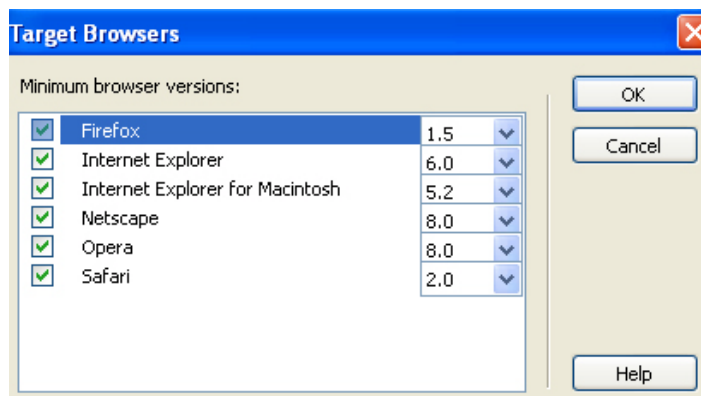 Target Browsers
Minimum browser versions:
OK
Firefox 1.5
Cancel
Internet Explorer 6.0
Internet Explorer for Macintosh 5.2
Netscape 8.0
Opera 8.0
Safari 2.0
Help